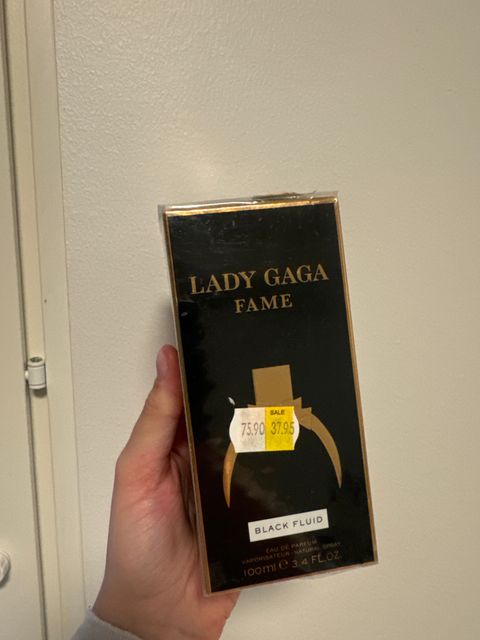 LADY GAGA
FAME
SALE
75.90 37.95
BLACK FLUID
EAU DE PARFUM
VAPORISATEUR · NATURAL SPRAY
100ml ℮ 3.4 FL.OZ.